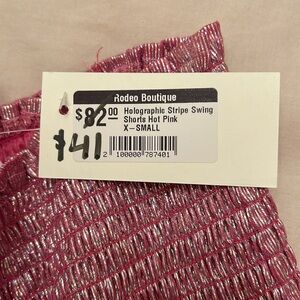 Rodeo Boutique
$82.00 Holographic Stripe Swing
Shorts Hot Pink
X-SMALL
$41
2 100000 787401